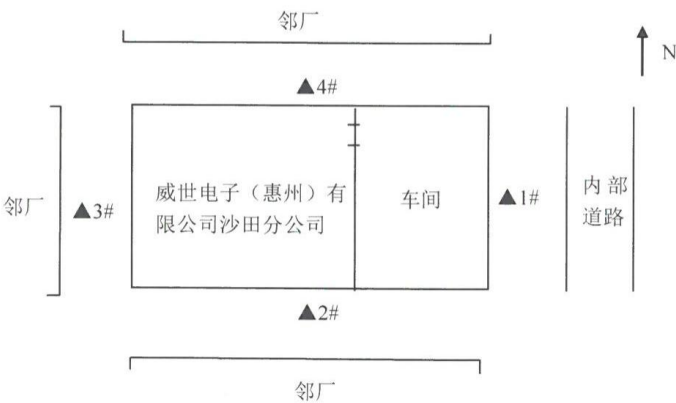 邻厂
N
▲4#
邻厂
▲3#
威世电子（惠州）有
限公司沙田分公司
车间
▲1#
内部
道路
▲2#
邻厂